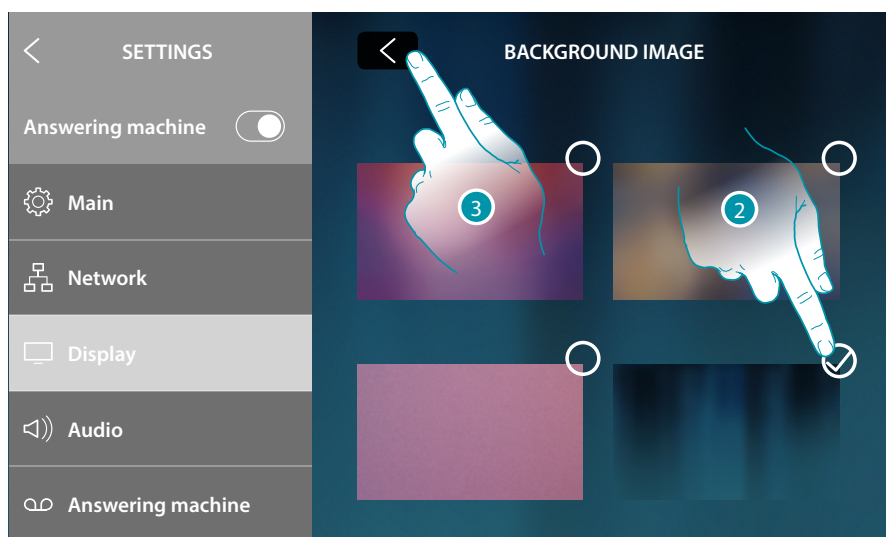 SETTINGS
Answering machine
Main
Network
Display
Audio
Answering machine
BACKGROUND IMAGE
3
2